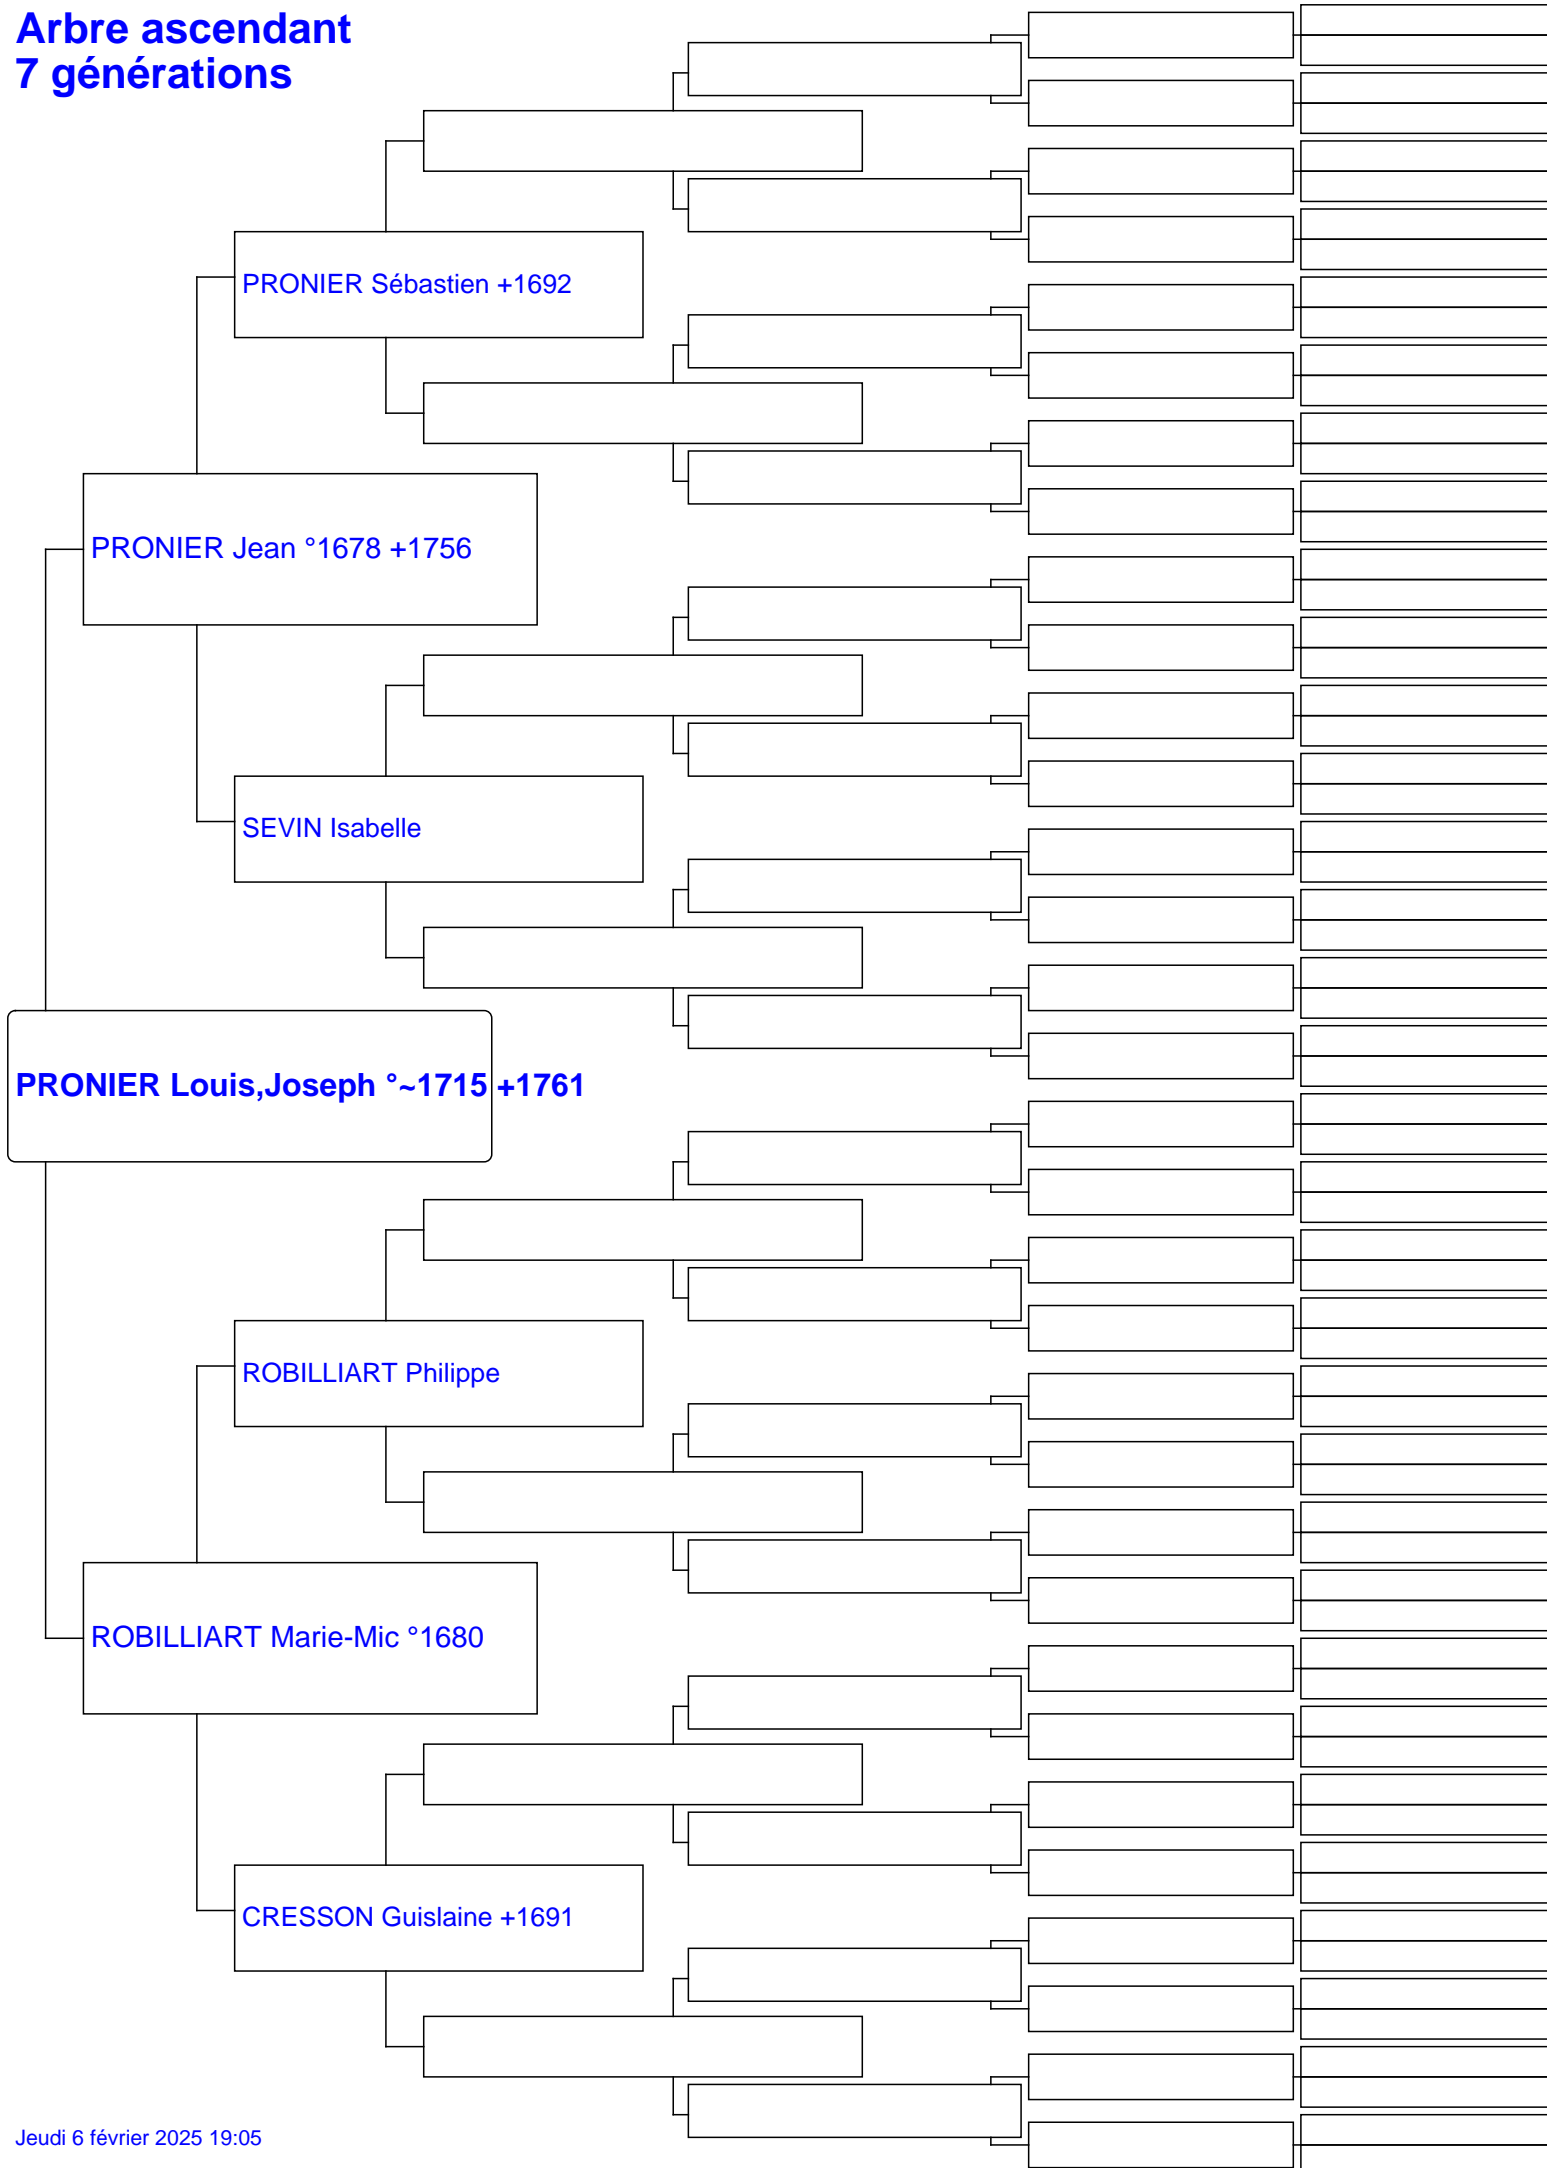 Arbre ascendant
7 générations
PRONIER Sébastien +1692
PRONIER Jean °1678 +1756
SEVIN Isabelle
PRONIER Louis,Joseph °~1715 +1761
ROBILLIART Philippe
ROBILLIART Marie-Mic °1680
CRESSON Guislaine +1691
Jeudi 6 février 2025 19:05